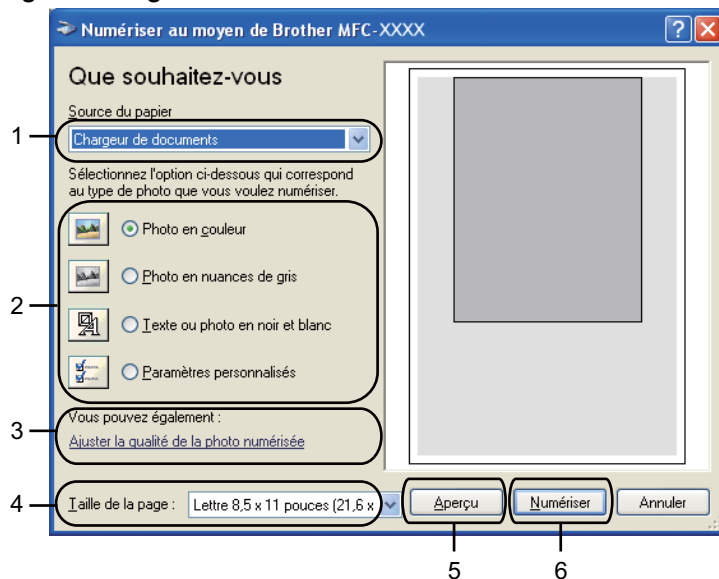 Numériser au moyen de Brother MFC-XXXX
Que souhaitez-vous
Source du papier
1
Chargeur de documents
Sélectionnez l'option ci-dessous qui correspond
au type de photo que vous voulez numériser.
Photo en couleur
Photo en nuances de gris
2
Texte ou photo en noir et blanc
Paramètres personnalisés
Vous pouvez également :
3
Ajuster la qualité de la photo numérisée
4
Taille de la page :
Lettre 8,5 x 11 pouces (21,6 x
Aperçu
Numériser
Annuler
5
6